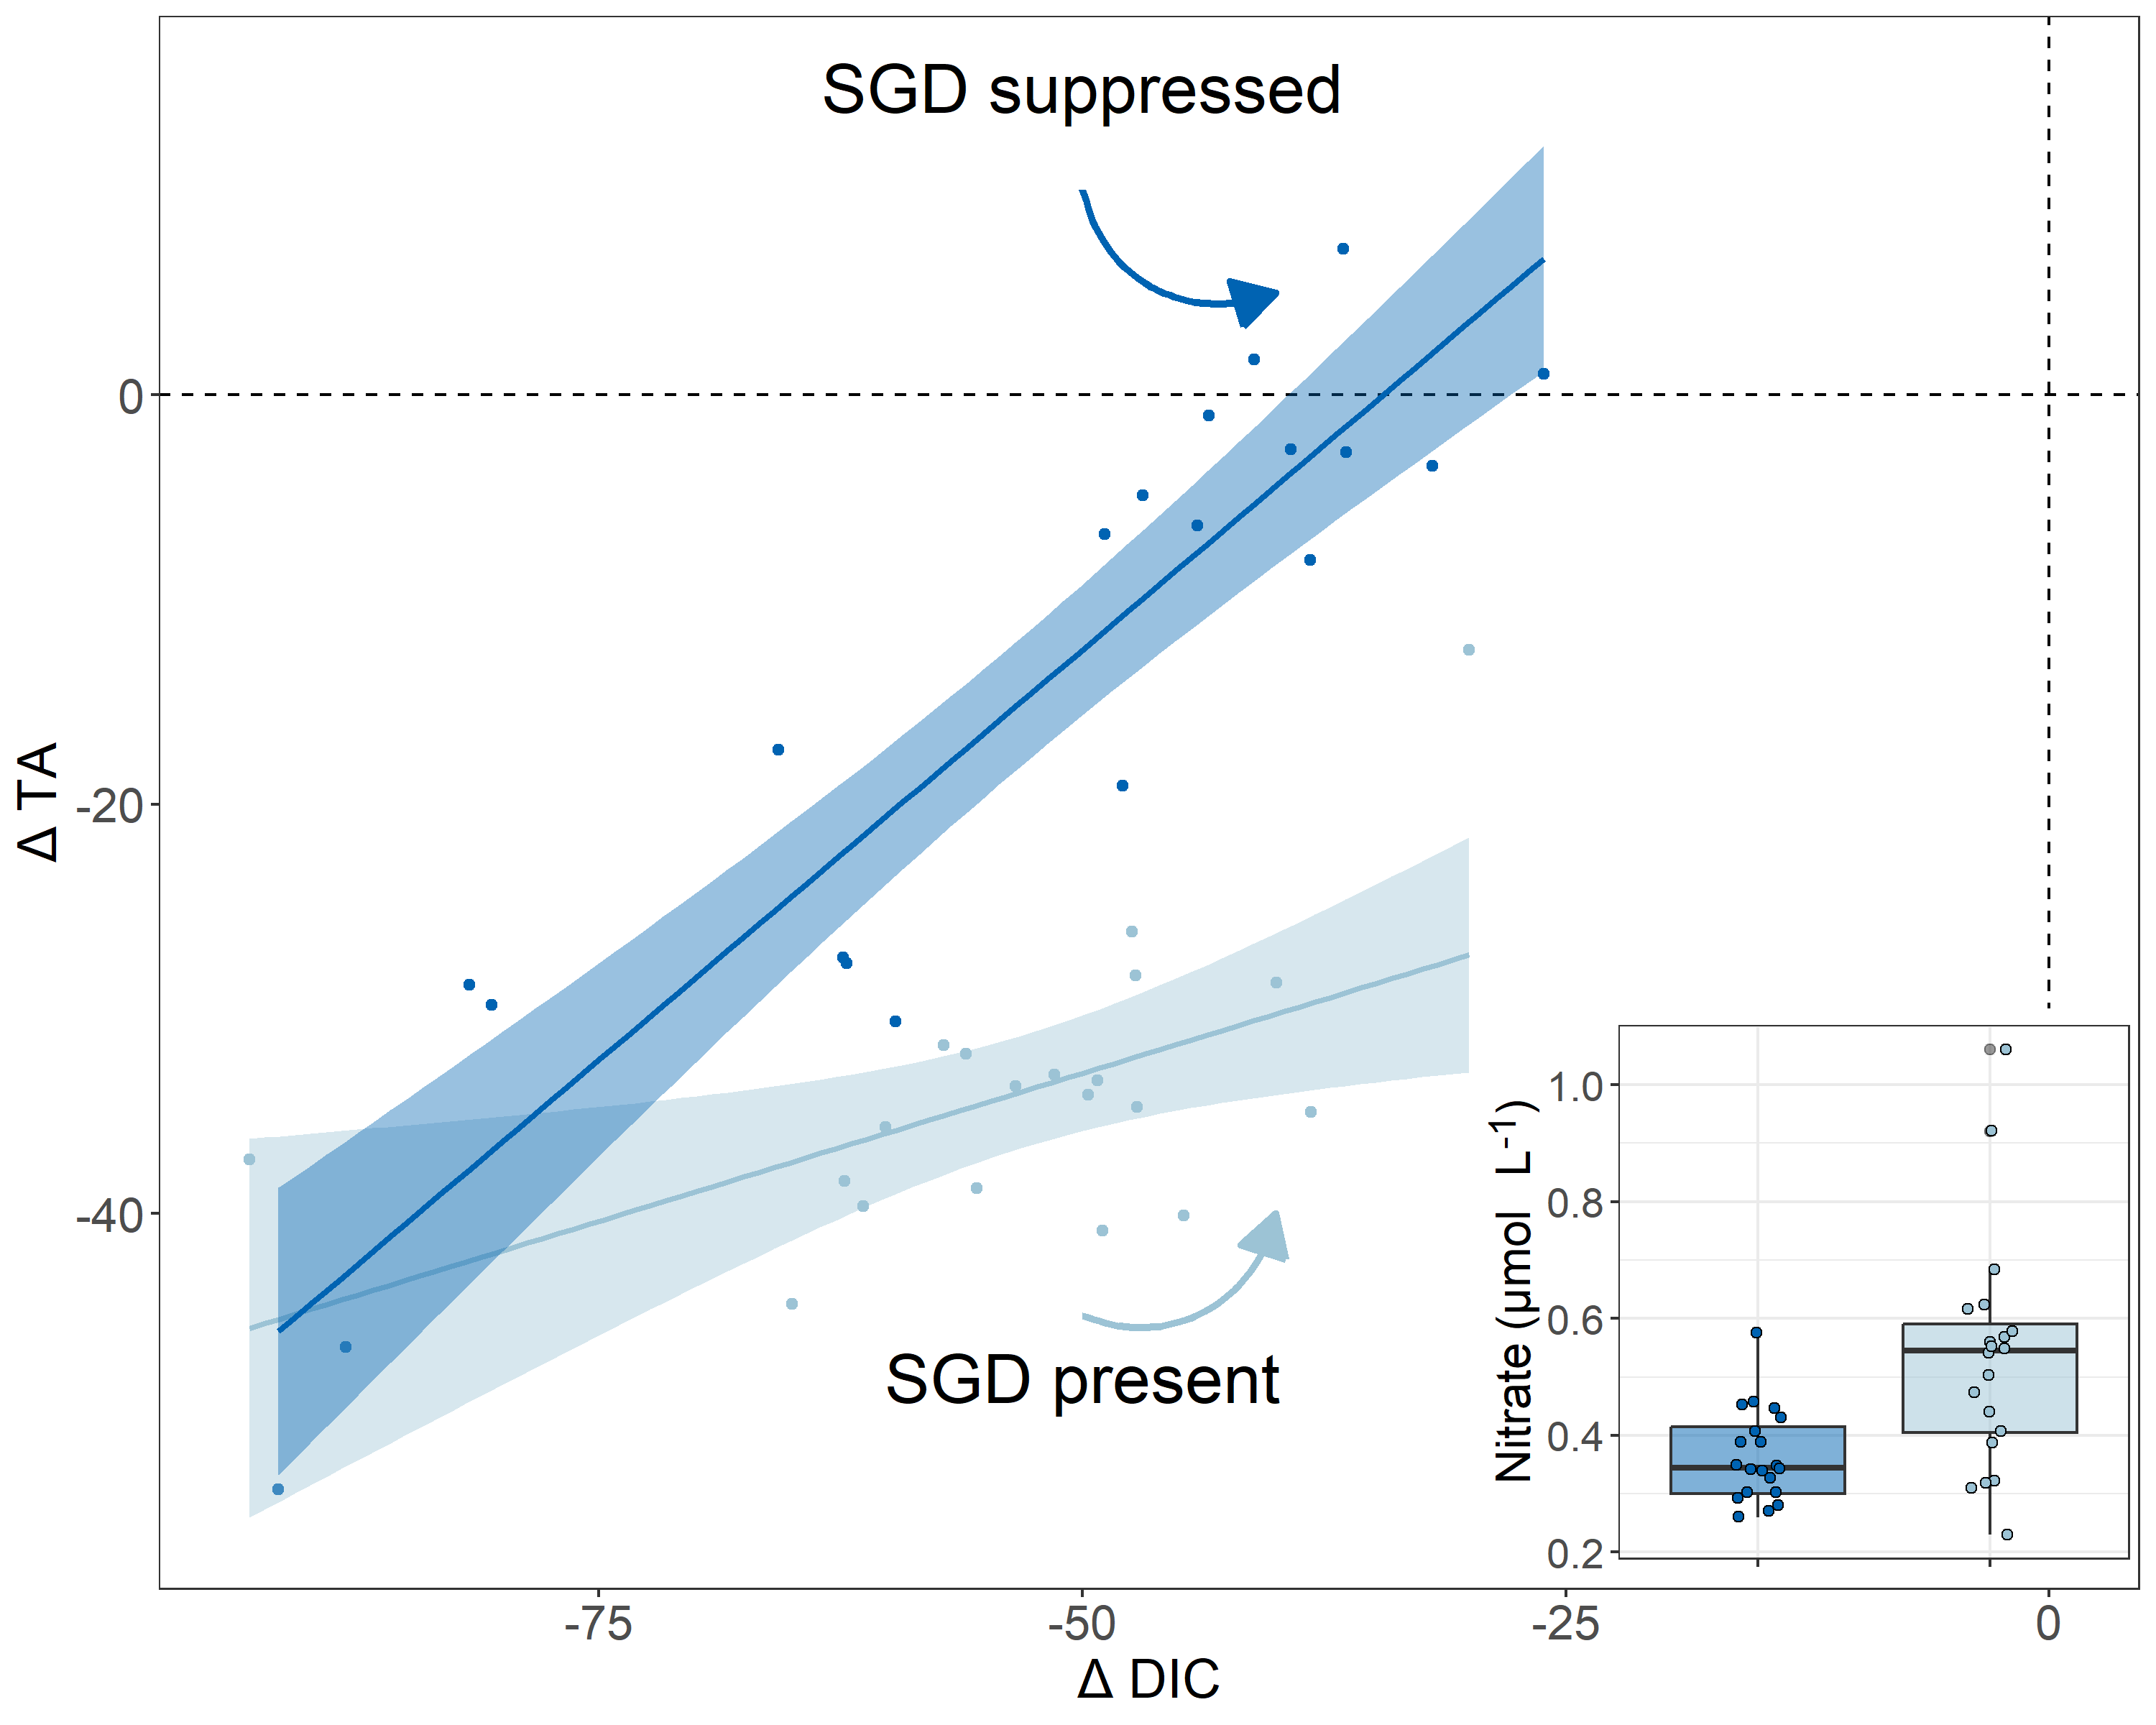 SGD suppressed
0
-20
-40
Δ TA
SGD present
-75
-50
-25
0
Δ DIC
Nitrate (µmol L⁻¹)
1.0
0.8
0.6
0.4
0.2